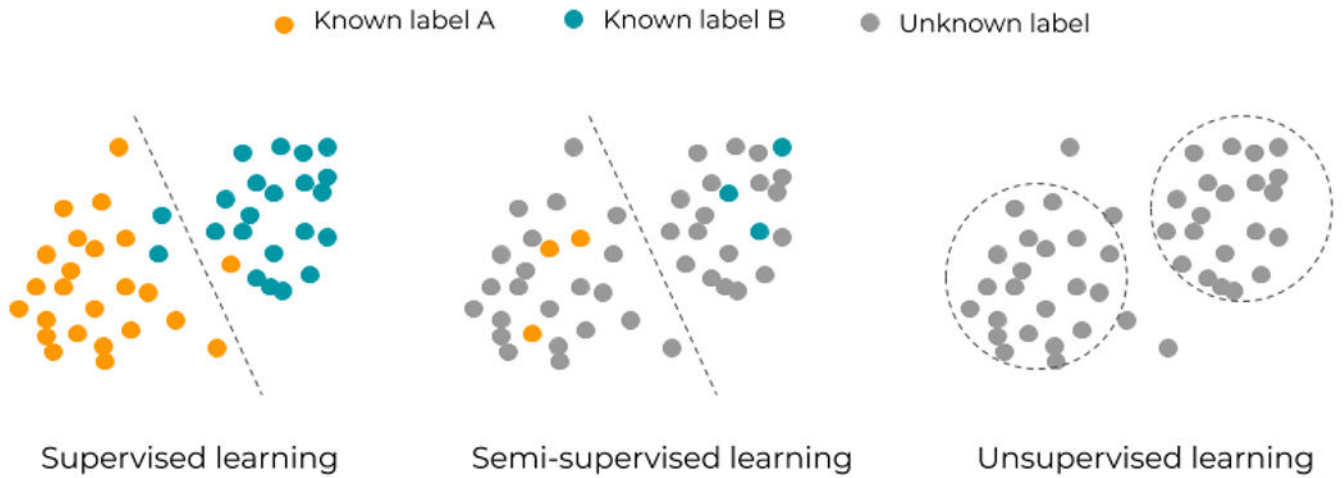 Known label A
Known label B
Unknown label
Supervised learning
Semi-supervised learning
Unsupervised learning